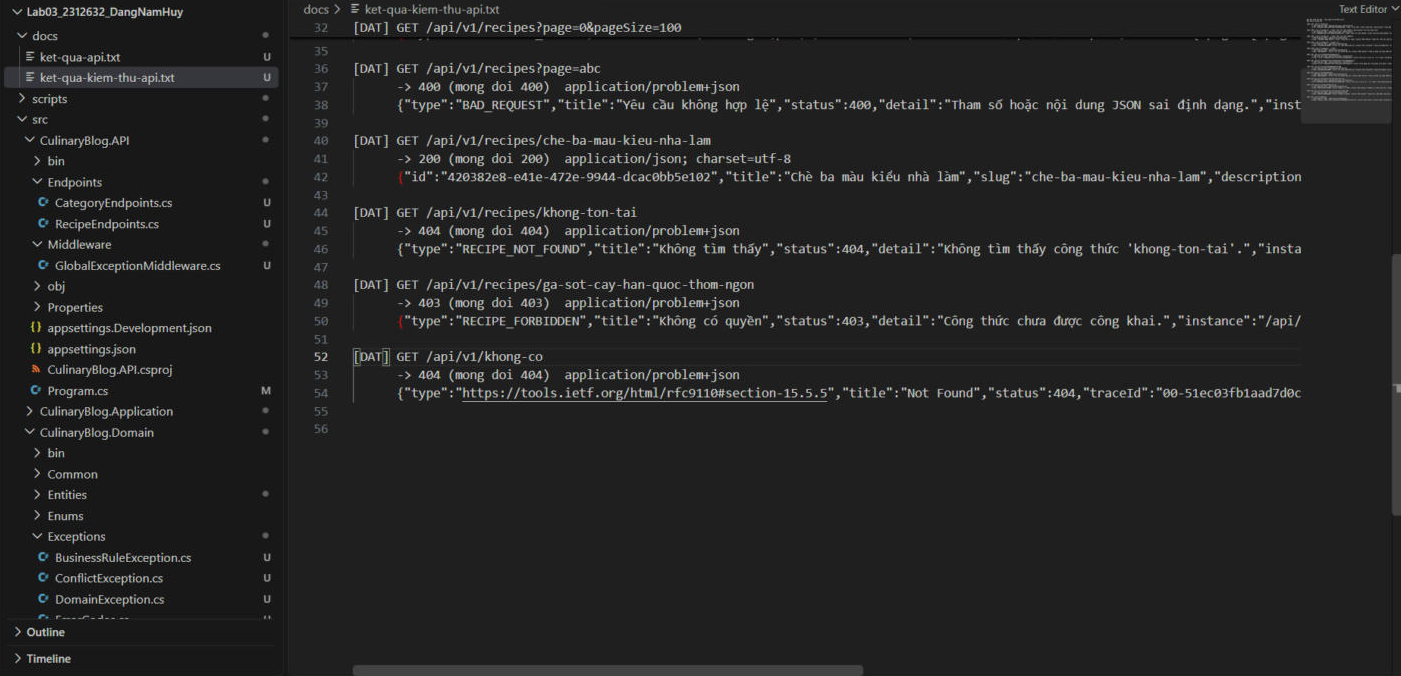 Lab03_2312632_DangNamHuy
docs
ket-qua-api.txt U
ket-qua-kiem-thu-api.txt U
scripts
src
CulinaryBlog.API
bin
Endpoints
CategoryEndpoints.cs U
RecipeEndpoints.cs U
Middleware
GlobalExceptionMiddleware.cs U
obj
Properties
{} appsettings.Development.json
{} appsettings.json
CulinaryBlog.API.csproj
C# Program.cs M
CulinaryBlog.Application
CulinaryBlog.Domain
bin
Common
Entities
Enums
Exceptions
BusinessRuleException.cs U
ConflictException.cs U
DomainException.cs U
Outline
Timeline
docs > ket-qua-kiem-thu-api.txt
Text Editor
32 [DAT] GET /api/v1/recipes?page=0&pageSize=100
35
36 [DAT] GET /api/v1/recipes?page=abc
37 -> 400 (mong doi 400) application/problem+json
38 {"type":"BAD_REQUEST","title":"Yêu cầu không hợp lệ","status":400,"detail":"Tham số hoặc nội dung JSON sai định dạng.","inst
39
40 [DAT] GET /api/v1/recipes/che-ba-mau-kieu-nha-lam
41 -> 200 (mong doi 200) application/json; charset=utf-8
42 {"id":"420382e8-e41e-472e-9944-dcac0bb5e102","title":"Chè ba màu kiểu nhà làm","slug":"che-ba-mau-kieu-nha-lam","description
43
44 [DAT] GET /api/v1/recipes/khong-ton-tai
45 -> 404 (mong doi 404) application/problem+json
46 {"type":"RECIPE_NOT_FOUND","title":"Không tìm thấy","status":404,"detail":"Không tìm thấy công thức 'khong-ton-tai'.","insta
47
48 [DAT] GET /api/v1/recipes/ga-sot-cay-han-quoc-thom-ngon
49 -> 403 (mong doi 403) application/problem+json
50 {"type":"RECIPE_FORBIDDEN","title":"Không có quyền","status":403,"detail":"Công thức chưa được công khai.","instance":"/api/
51
52 [DAT] GET /api/v1/khong-co
53 -> 404 (mong doi 404) application/problem+json
54 {"type":"https://tools.ietf.org/html/rfc9110#section-15.5.5","title":"Not Found","status":404,"traceId":"00-51ec03fb1aad7d0c
55
56